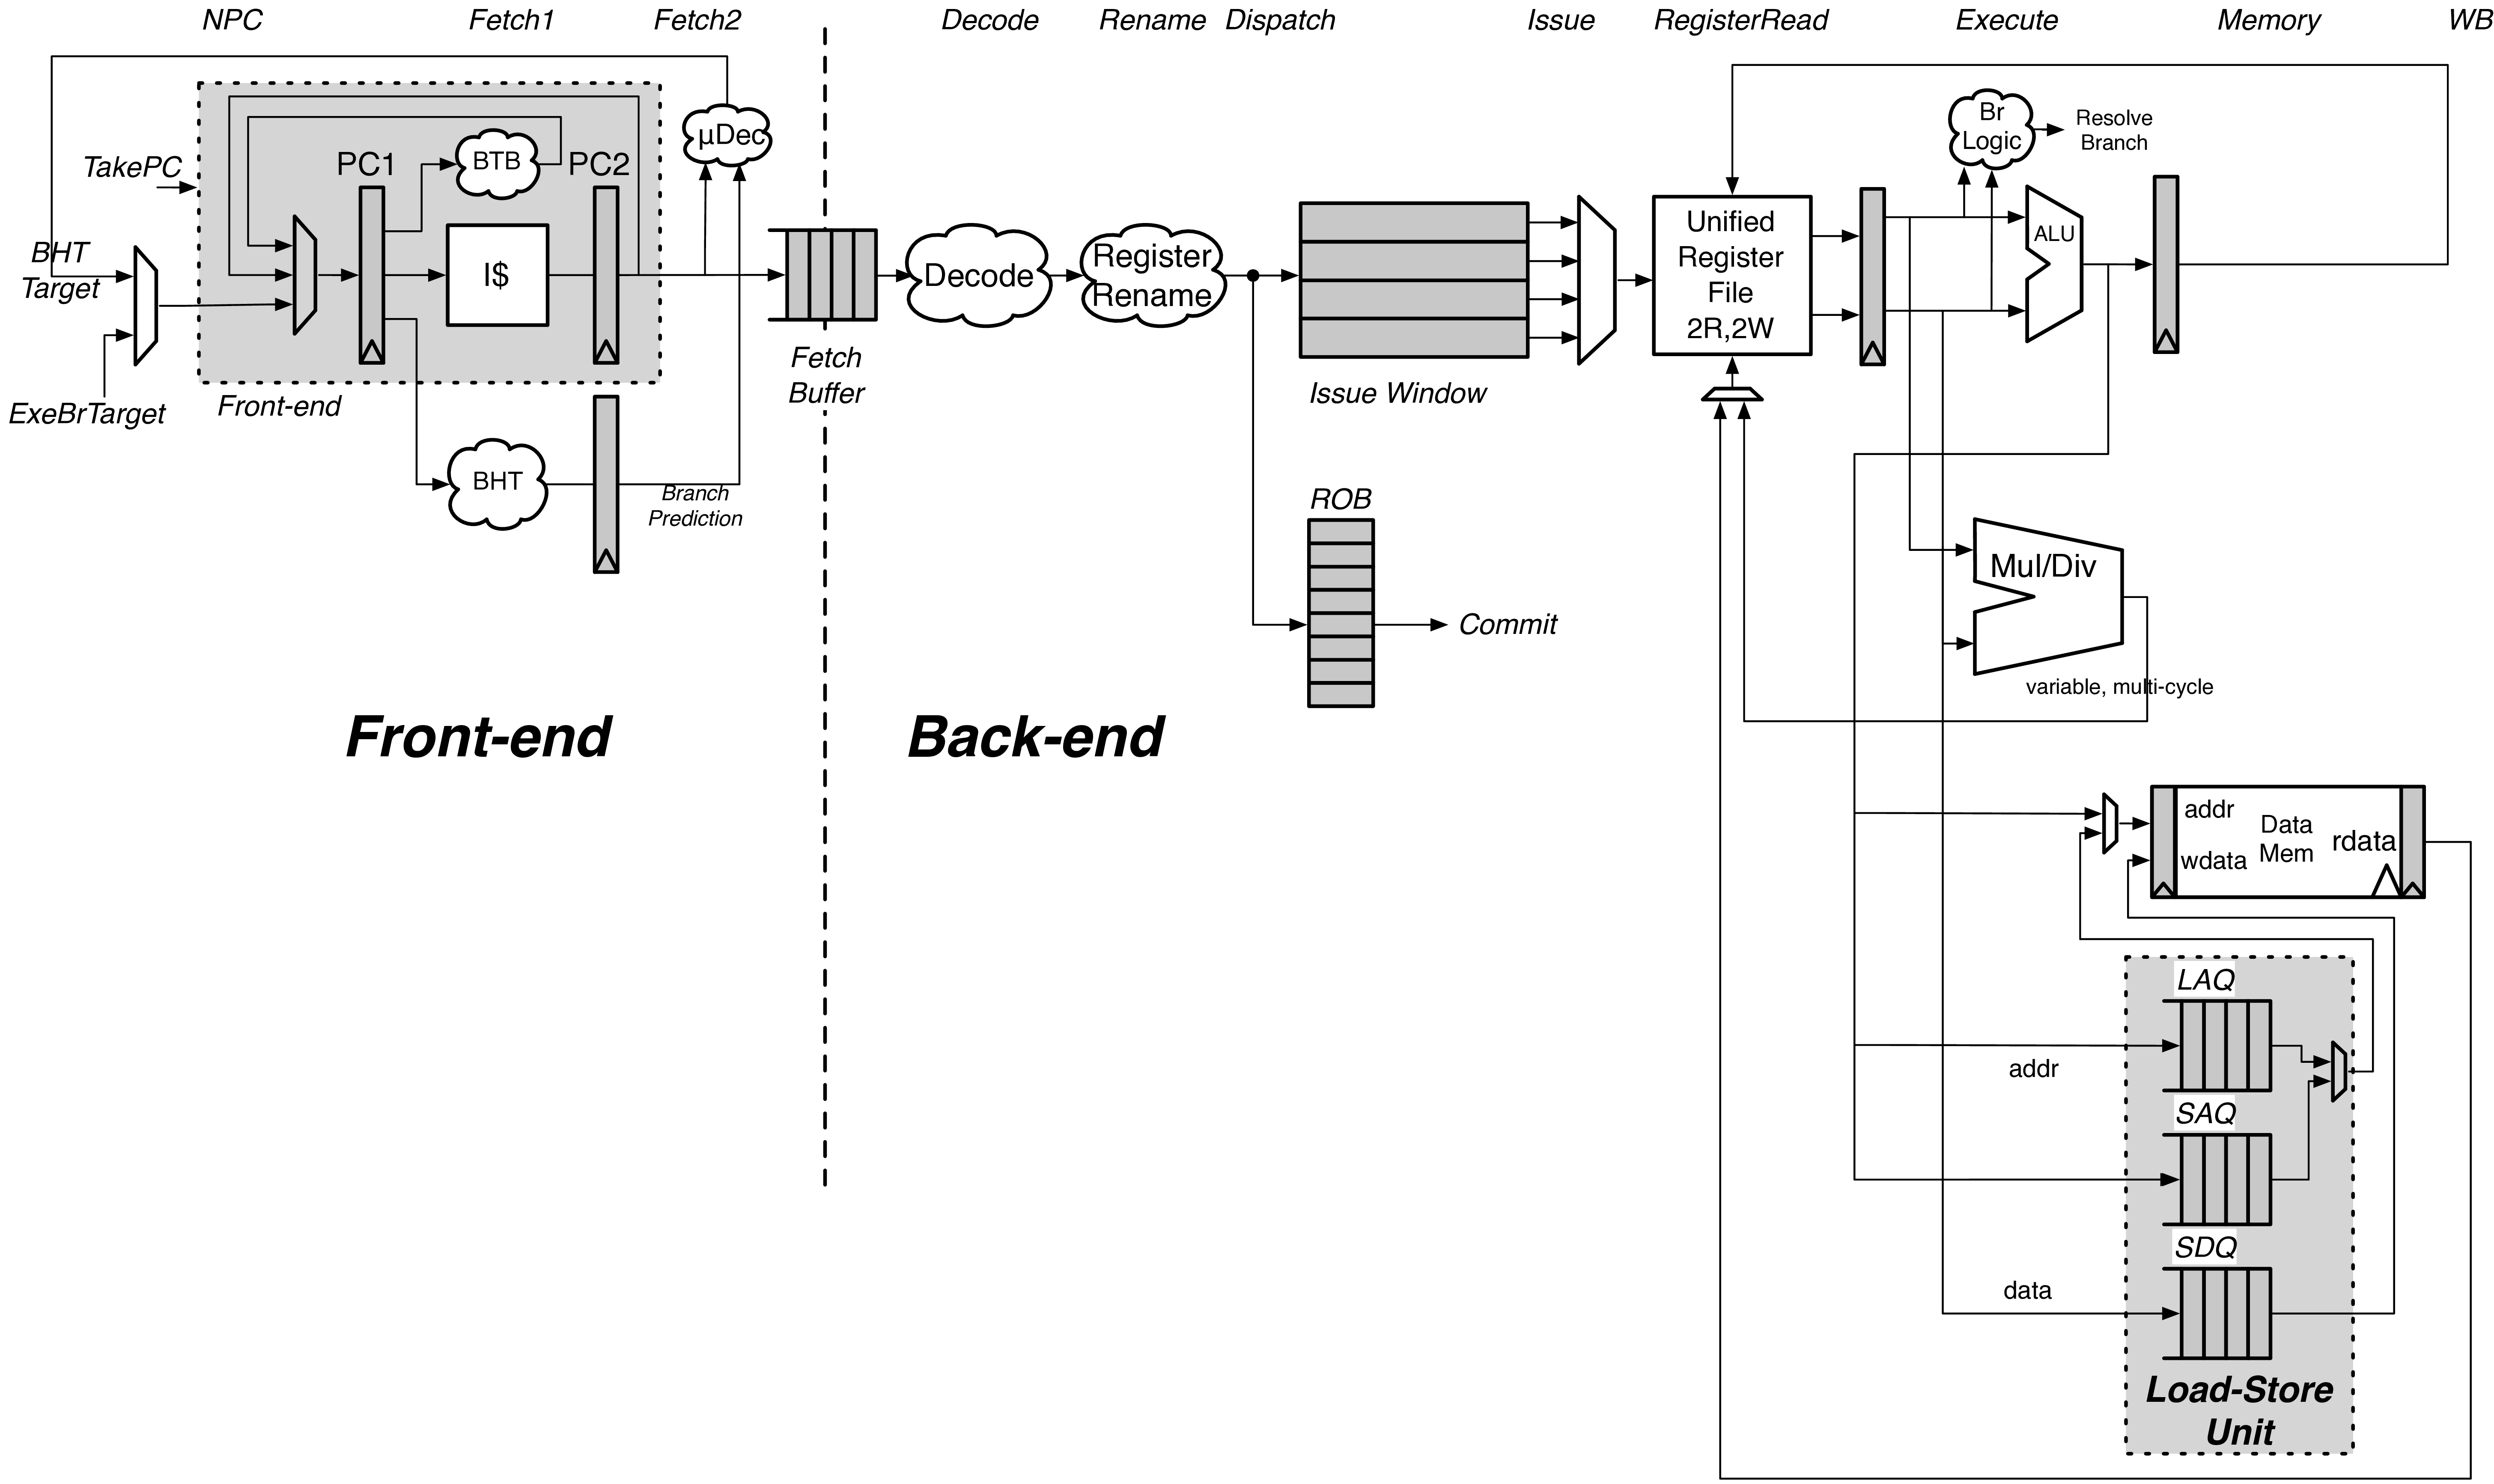 NPC
Fetch1
Fetch2
Decode
Rename
Dispatch
Issue
RegisterRead
Execute
Memory
WB
TakePC
BHT
Target
ExeBrTarget
PC1
BTB
PC2
I$
Front-end
BHT
Branch
Prediction
µDec
Fetch
Buffer
Decode
Register
Rename
Issue Window
ROB
Commit
Unified
Register
File
2R,2W
Br
Logic
Resolve
Branch
ALU
Mul/Div
variable, multi-cycle
Front-end
Back-end
addr
wdata
Data
Mem
rdata
LAQ
addr
SAQ
SDQ
data
Load-Store
Unit